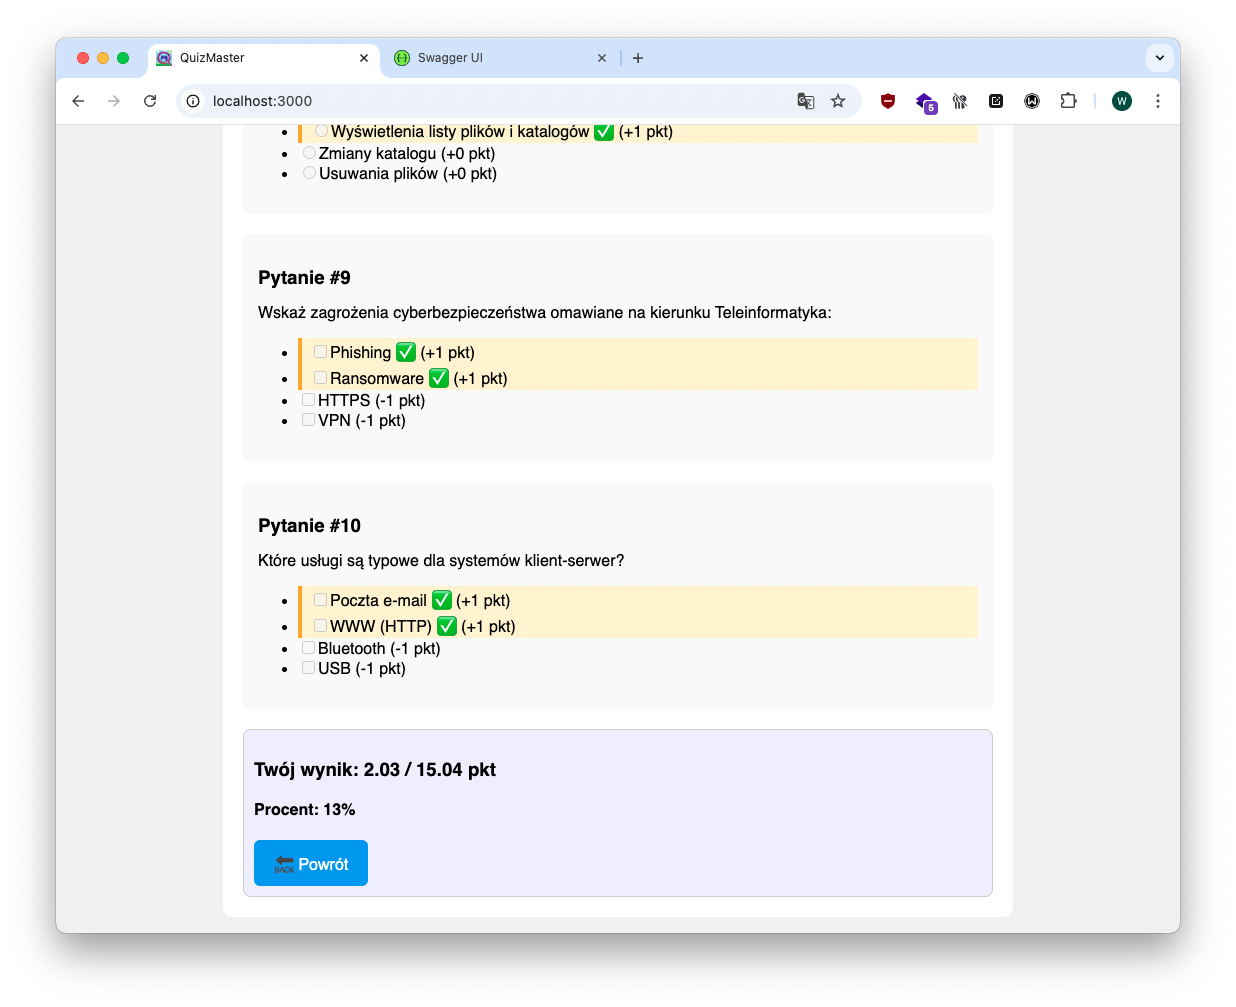 QuizMaster
Swagger UI
localhost:3000
5
W
Wyświetlenia listy plików i katalogów ✅ (+1 pkt)
Zmiany katalogu (+0 pkt)
Usuwania plików (+0 pkt)
Pytanie #9
Wskaż zagrożenia cyberbezpieczeństwa omawiane na kierunku Teleinformatyka:
Phishing ✅ (+1 pkt)
Ransomware ✅ (+1 pkt)
HTTPS (-1 pkt)
VPN (-1 pkt)
Pytanie #10
Które usługi są typowe dla systemów klient-serwer?
Poczta e-mail ✅ (+1 pkt)
WWW (HTTP) ✅ (+1 pkt)
Bluetooth (-1 pkt)
USB (-1 pkt)
Twój wynik: 2.03 / 15.04 pkt
Procent: 13%
🔙 Powrót